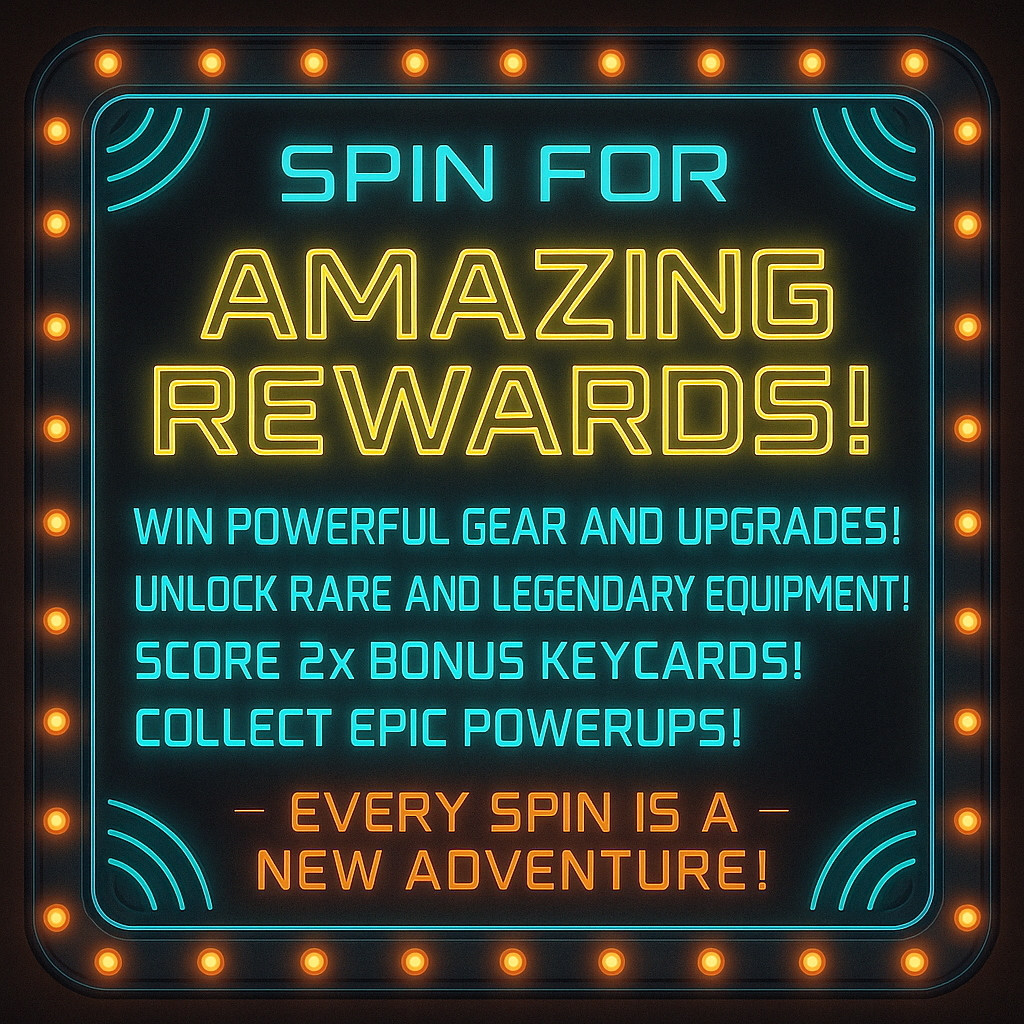 SPIN FOR
AMAZING
REWARDS!
WIN POWERFUL GEAR AND UPGRADES!
UNLOCK RARE AND LEGENDARY EQUIPMENT!
SCORE 2x BONUS KEYCARDS!
COLLECT EPIC POWERUPS!
— EVERY SPIN IS A —
NEW ADVENTURE!